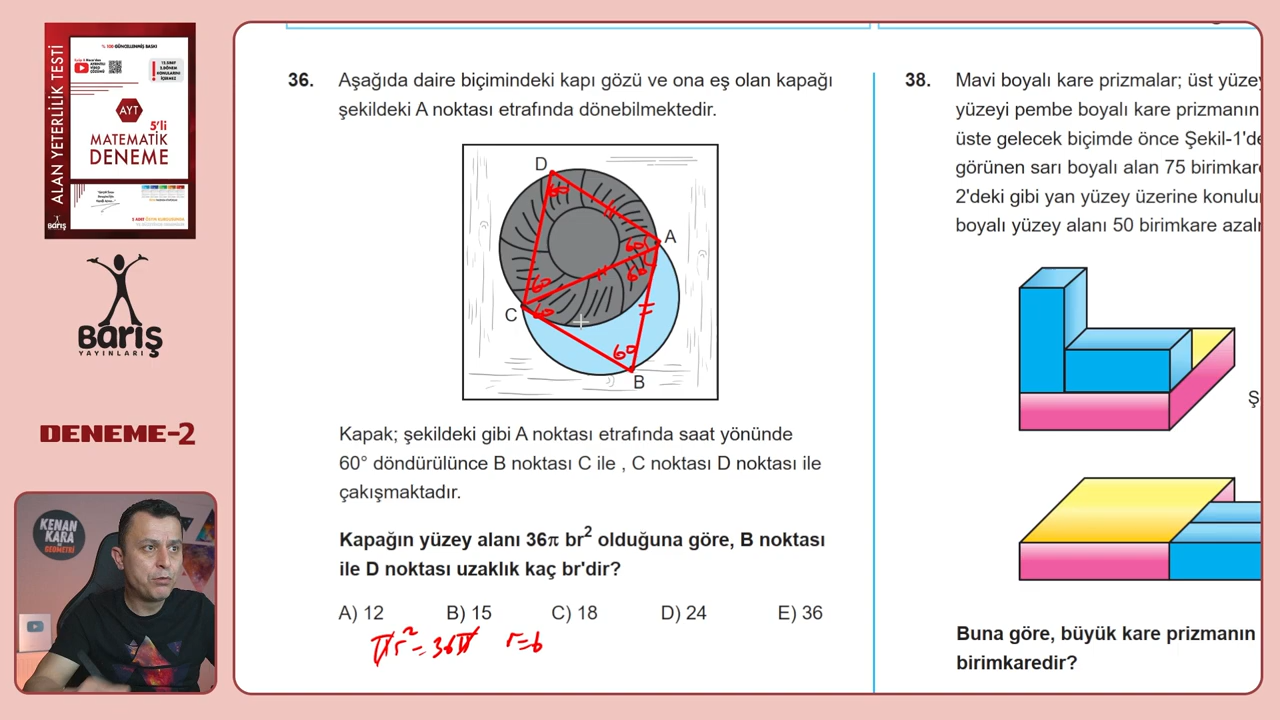 ALAN YETERLİLİK TESTİ
% 100 GÜNCELLENMİŞ BASKI
AYT
5'li
MATEMATİK
DENEME
BARIŞ
BARIŞ
YAYINLARI
DENEME-2
KENAN
KARA
GEOMETRİ
36. Aşağıda daire biçimindeki kapı gözü ve ona eş olan kapağı
şekildeki A noktası etrafında dönebilmektedir.
D
A
60
60
60
60
60
C
B
Kapak; şekildeki gibi A noktası etrafında saat yönünde
60° döndürülünce B noktası C ile , C noktası D noktası ile
çakışmaktadır.
Kapağın yüzey alanı 36π br² olduğuna göre, B noktası
ile D noktası uzaklık kaç br'dir?
A) 12 B) 15 C) 18 D) 24 E) 36
πr² = 36π r=6
38. Mavi boyalı kare prizmalar; üst yüzey
yüzeyi pembe boyalı kare prizmanın
üste gelecek biçimde önce Şekil-1'de
görünen sarı boyalı alan 75 birimkare
2'deki gibi yan yüzey üzerine konulu
boyalı yüzey alanı 50 birimkare azalı
Ş
Buna göre, büyük kare prizmanın
birimkaredir?